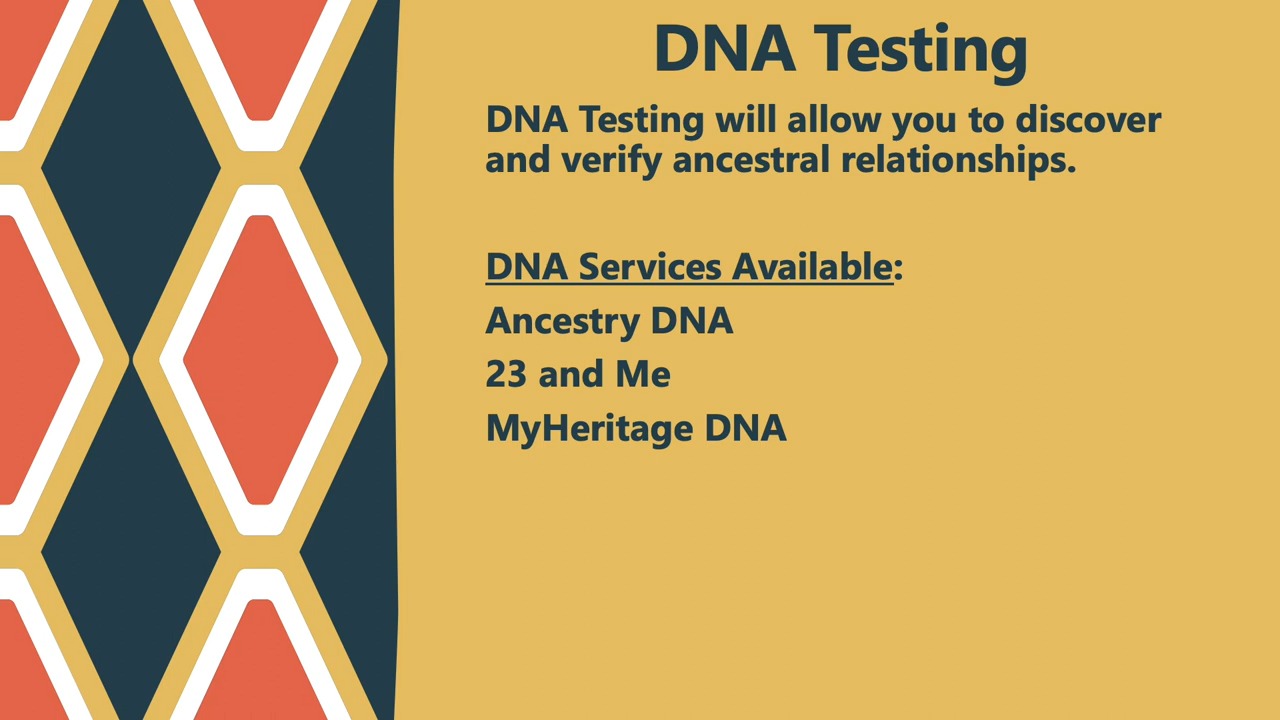 DNA Testing
DNA Testing will allow you to discover
and verify ancestral relationships.
DNA Services Available:
Ancestry DNA
23 and Me
MyHeritage DNA